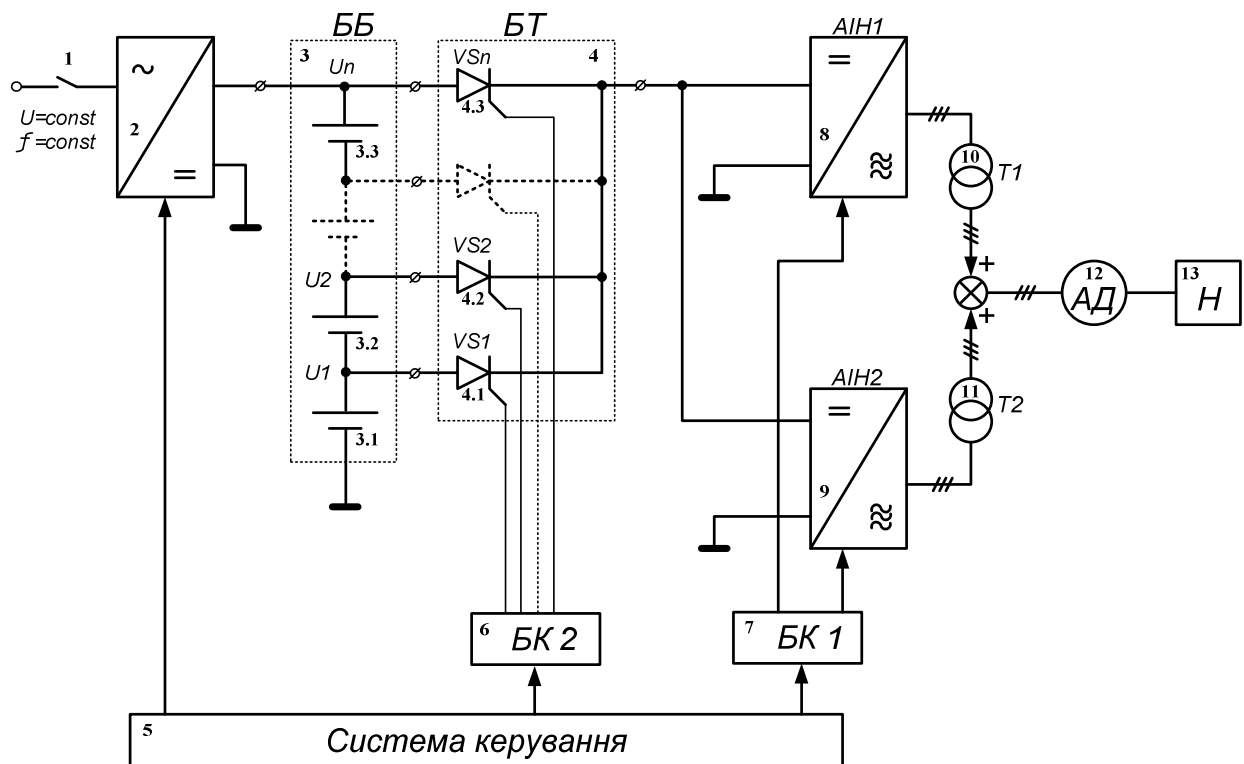 ББ
БТ
АІН1
1
3
Un
VSn
4
~
=
U=const
ƒ=const
2
4.3
8
10
T1
3.3
=
≈
+
U2
VS2
4.2
12
АД
13
Н
+
3.2
U1
VS1
4.1
АІН2
3.1
=
11
T2
9
≈
6
БК 2
7
БК 1
5
Система керування